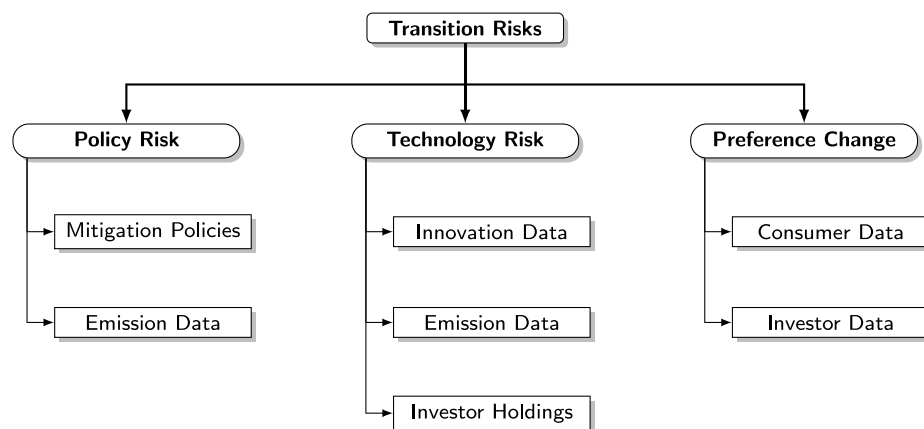 Transition Risks
Policy Risk
Technology Risk
Preference Change
Mitigation Policies
Innovation Data
Consumer Data
Emission Data
Emission Data
Investor Data
Investor Holdings